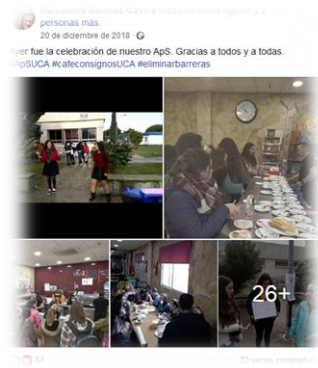 personas más.
20 de diciembre de 2018 ·
Ayer fue la celebración de nuestro ApS. Gracias a todos y a todas.
#ApSUCA #cafeconsignosUCA #eliminarbarreras
26+
54
23 veces compartido